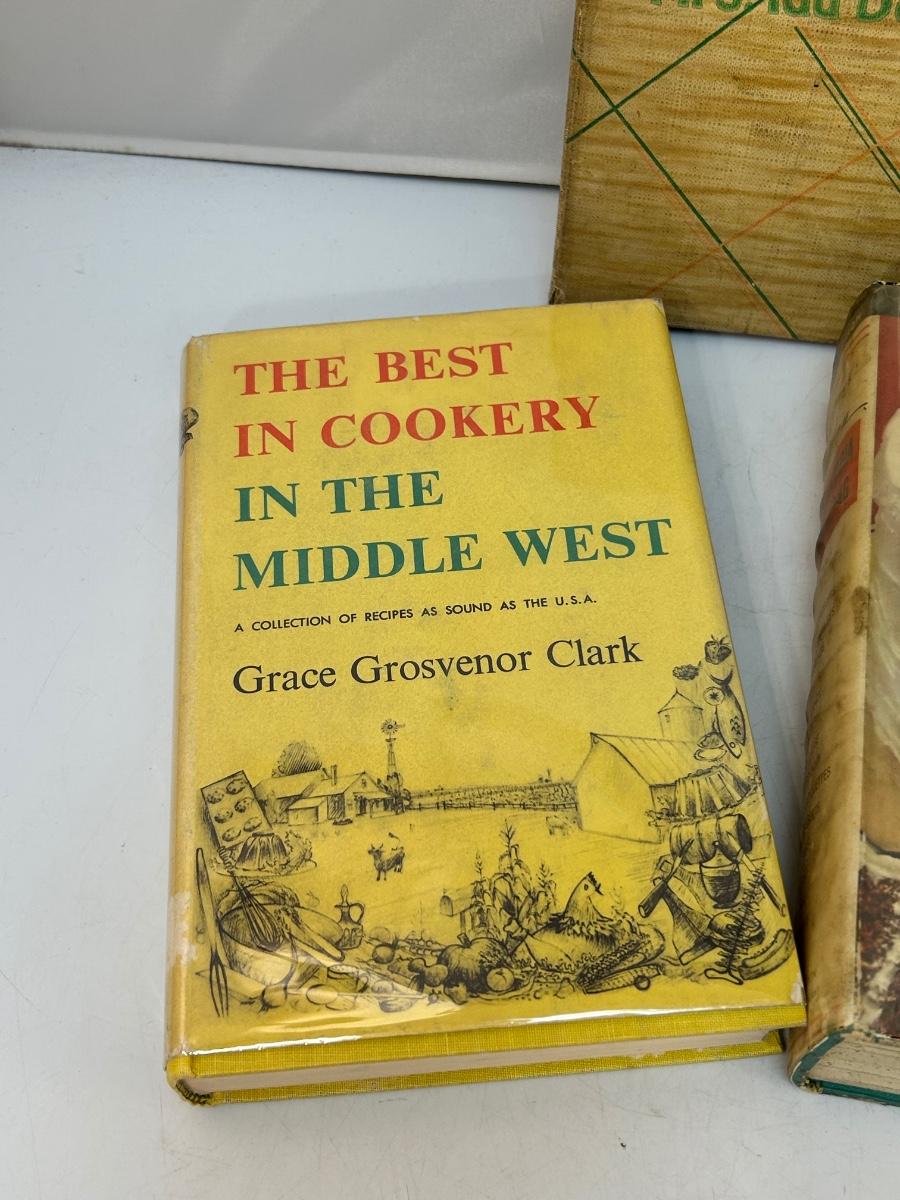 THE BEST
IN COOKERY
IN THE
MIDDLE WEST
A COLLECTION OF RECIPES AS SOUND AS THE U.S.A.
Grace Grosvenor Clark